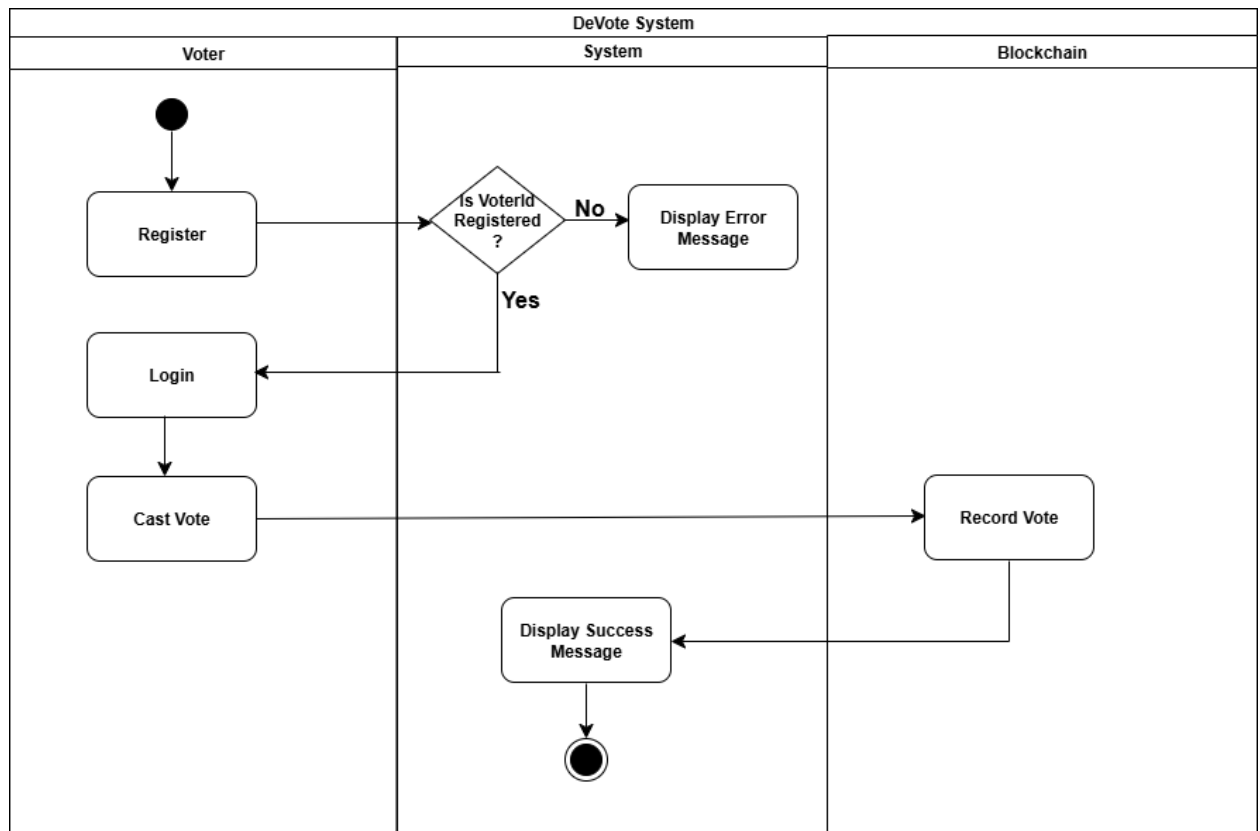 DeVote System
Voter
System
Blockchain
Is VoterId
Registered
?
No
Display Error
Message
Register
Yes
Login
Cast Vote
Record Vote
Display Success
Message